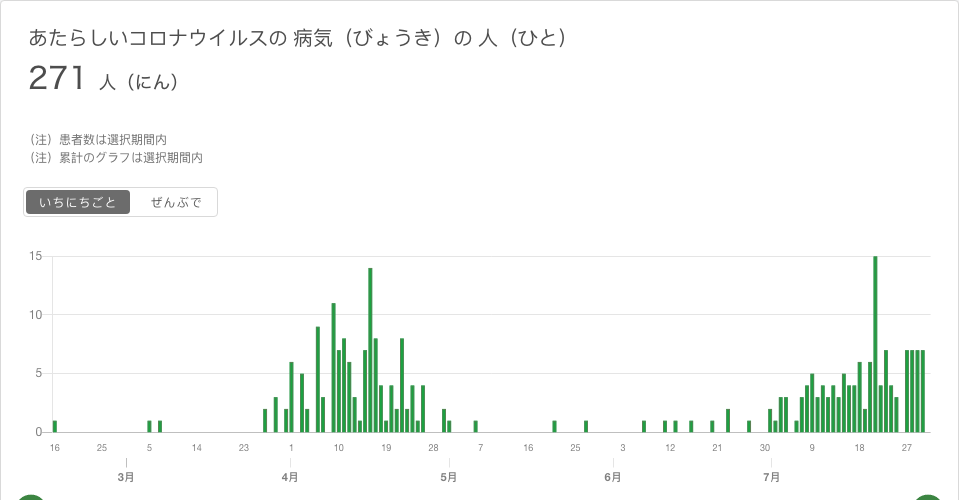 あたらしいコロナウイルスの 病気（びょうき）の 人（ひと）
271 人（にん）
（注）患者数は選択期間内
（注）累計のグラフは選択期間内
いちにちごと ぜんぶで
15
10
5
0
16 25 5 14 23 1 10 19 28 7 16 25 3 12 21 30 9 18 27
3月 4月 5月 6月 7月